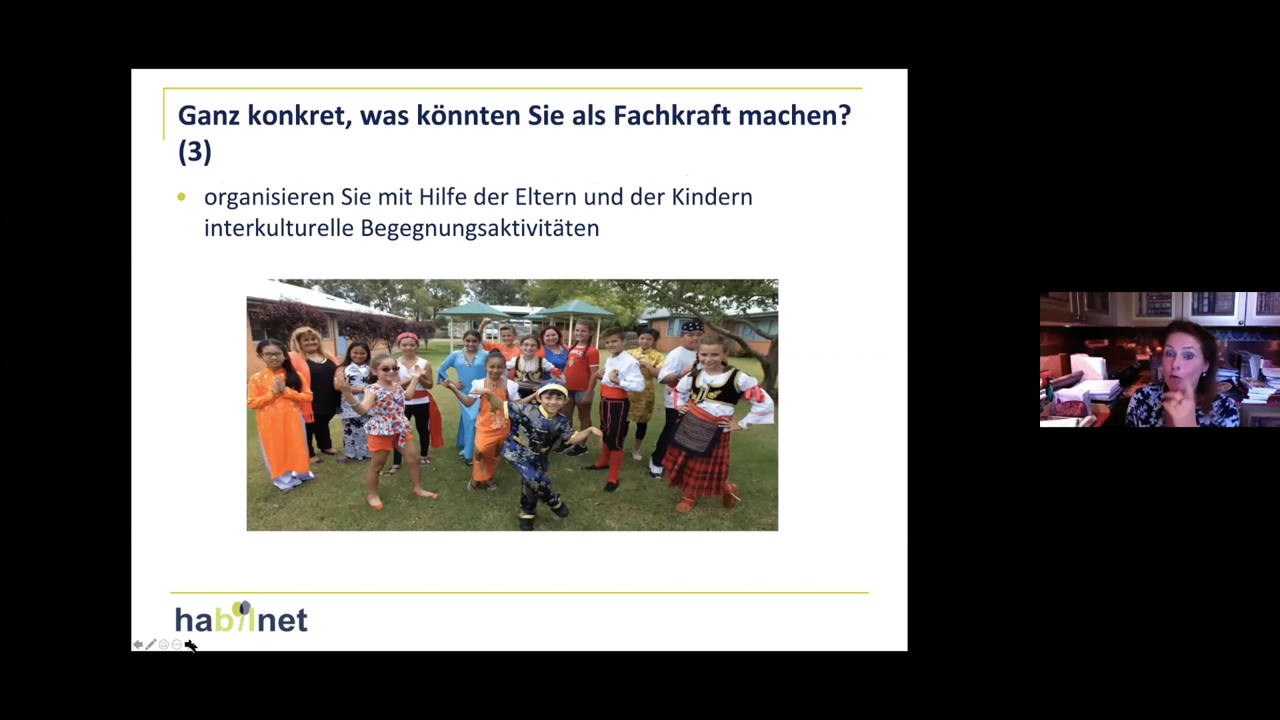 Ganz konkret, was könnten Sie als Fachkraft machen?
(3)
organisieren Sie mit Hilfe der Eltern und der Kindern
interkulturelle Begegnungsaktivitäten
habilnet